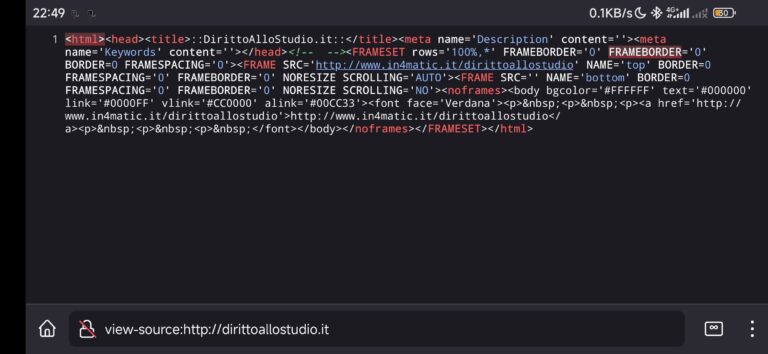 22:49 0.1KB/s 4G+ 80
1 <html><head><title>::DirittoAlloStudio.it::</title><meta name='Description' content=''><meta
name='Keywords' content=''></head><!-- --><FRAMESET rows='100%,*' FRAMEBORDER='0' FRAMEBORDER='0'
BORDER=0 FRAMESPACING='0'><FRAME SRC='http://www.in4matic.it/dirittoallostudio' NAME='top' BORDER=0
FRAMESPACING='0' FRAMEBORDER='0' NORESIZE SCROLLING='AUTO'><FRAME SRC='' NAME='bottom' BORDER=0
FRAMESPACING='0' FRAMEBORDER='0' NORESIZE SCROLLING='NO'><noframes><body bgcolor='#FFFFFF' text='#000000'
link='#0000FF' vlink='#CC0000' alink='#00CC33'><font face='Verdana'><p>&nbsp;<p>&nbsp;<p><a href='http://
www.in4matic.it/dirittoallostudio'>http://www.in4matic.it/dirittoallostudio</
a><p>&nbsp;<p>&nbsp;<p>&nbsp;</font></body></noframes></FRAMESET></html>
view-source:http://dirittoallostudio.it